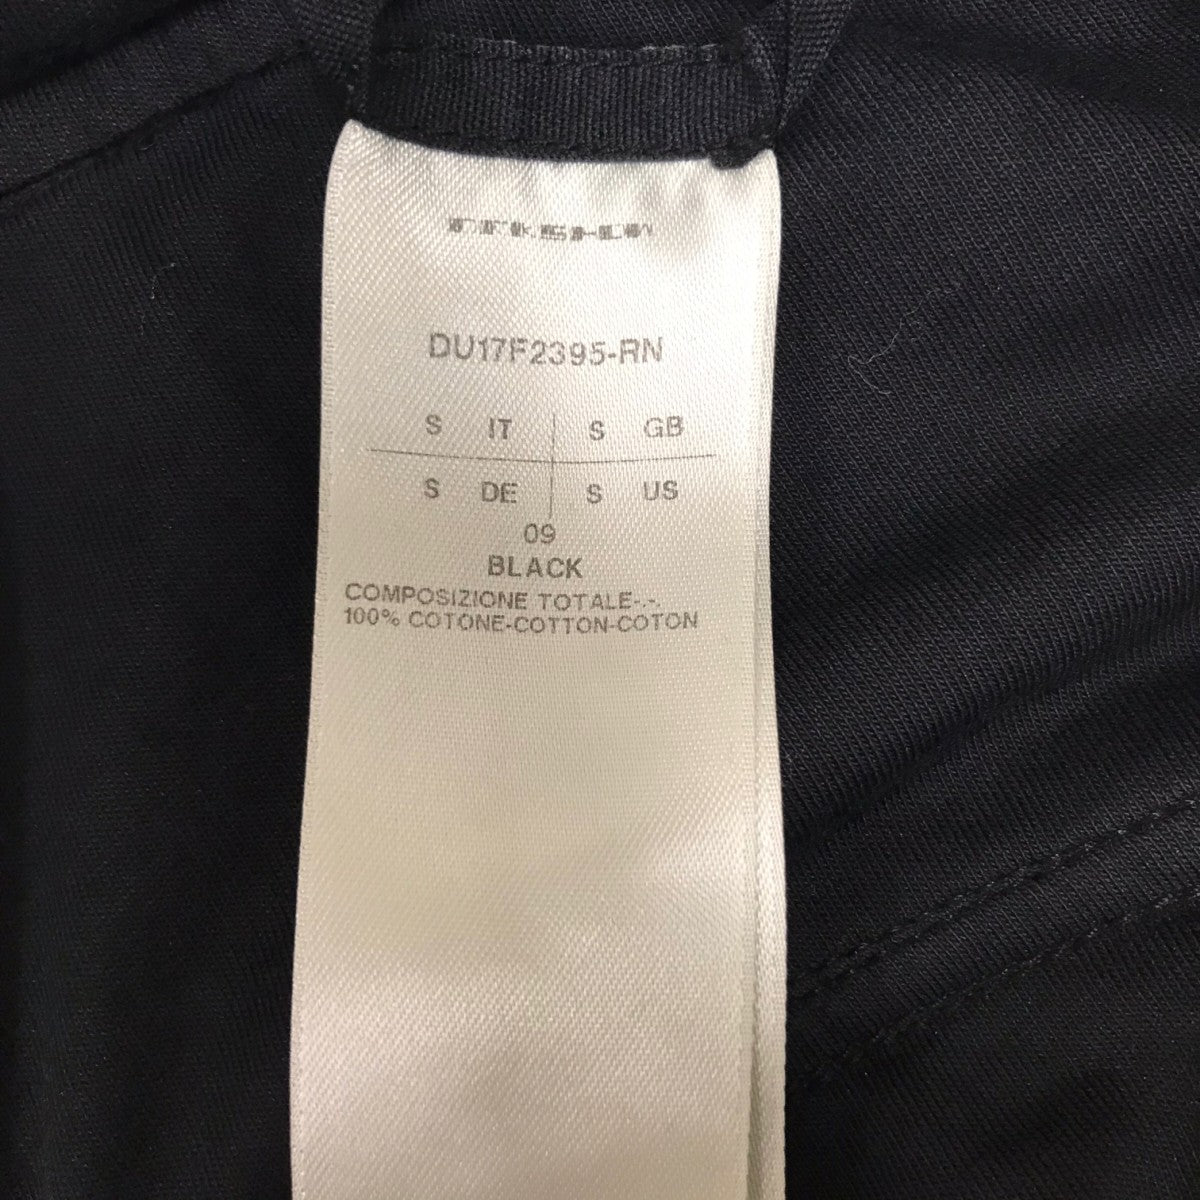 DU17F2395-RN
S IT S GB
S DE S US
09
BLACK
COMPOSIZIONE TOTALE-.-.
100% COTONE-COTTON-COTON